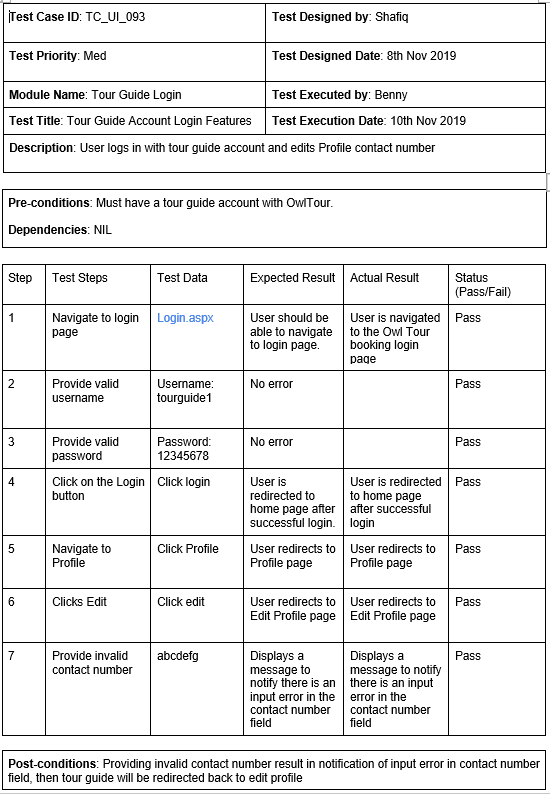 Test Case ID: TC_UI_093
Test Designed by: Shafiq
Test Priority: Med
Test Designed Date: 8th Nov 2019
Module Name: Tour Guide Login
Test Executed by: Benny
Test Title: Tour Guide Account Login Features
Test Execution Date: 10th Nov 2019
Description: User logs in with tour guide account and edits Profile contact number
Pre-conditions: Must have a tour guide account with OwlTour.
Dependencies: NIL
Step
Test Steps
Test Data
Expected Result
Actual Result
Status
(Pass/Fail)
1
Navigate to login
page
Login.aspx
User should be
able to navigate
to login page.
User is navigated
to the Owl Tour
booking login
page
Pass
2
Provide valid
username
Username:
tourguide1
No error
Pass
3
Provide valid
password
Password:
12345678
No error
Pass
4
Click on the Login
button
Click login
User is
redirected to
home page after
successful login.
User is redirected
to home page
after successful
login
Pass
5
Navigate to
Profile
Click Profile
User redirects to
Profile page
User redirects to
Profile page
Pass
6
Clicks Edit
Click edit
User redirects to
Edit Profile page
User redirects to
Edit Profile page
Pass
7
Provide invalid
contact number
abcdefg
Displays a
message to
notify there is an
input error in the
contact number
field
Displays a
message to notify
there is an input
error in the
contact number
field
Pass
Post-conditions: Providing invalid contact number result in notification of input error in contact number
field, then tour guide will be redirected back to edit profile